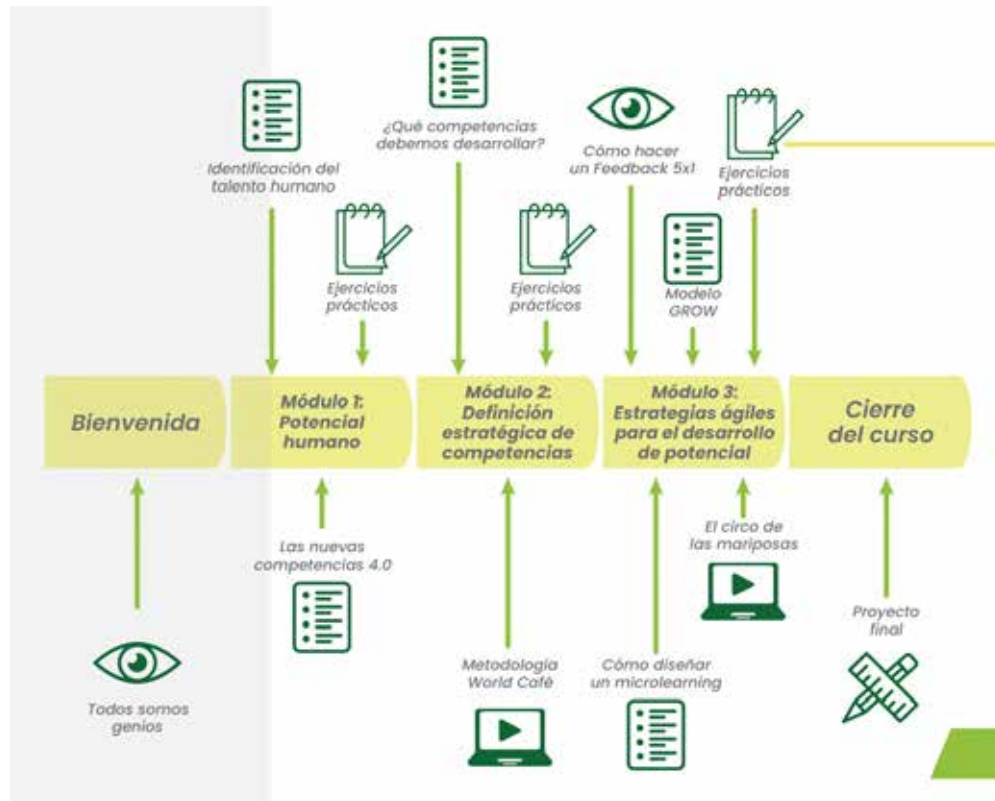 ¿Qué competencias
debemos desarrollar?
Cómo hacer
un Feedback 5x1
Identificación del
talento humano
Ejercicios
prácticos
Ejercicios
prácticos
Ejercicios
prácticos
Modelo
GROW
Bienvenida
Módulo 1:
Potencial
humano
Módulo 2:
Definición
estratégica de
competencias
Módulo 3:
Estrategias ágiles
para el desarrollo
de potencial
Cierre
del curso
Las nuevas
competencias 4.0
El circo de
las mariposas
Proyecto
final
Todos somos
genios
Metodología
World Café
Cómo diseñar
un microlearning